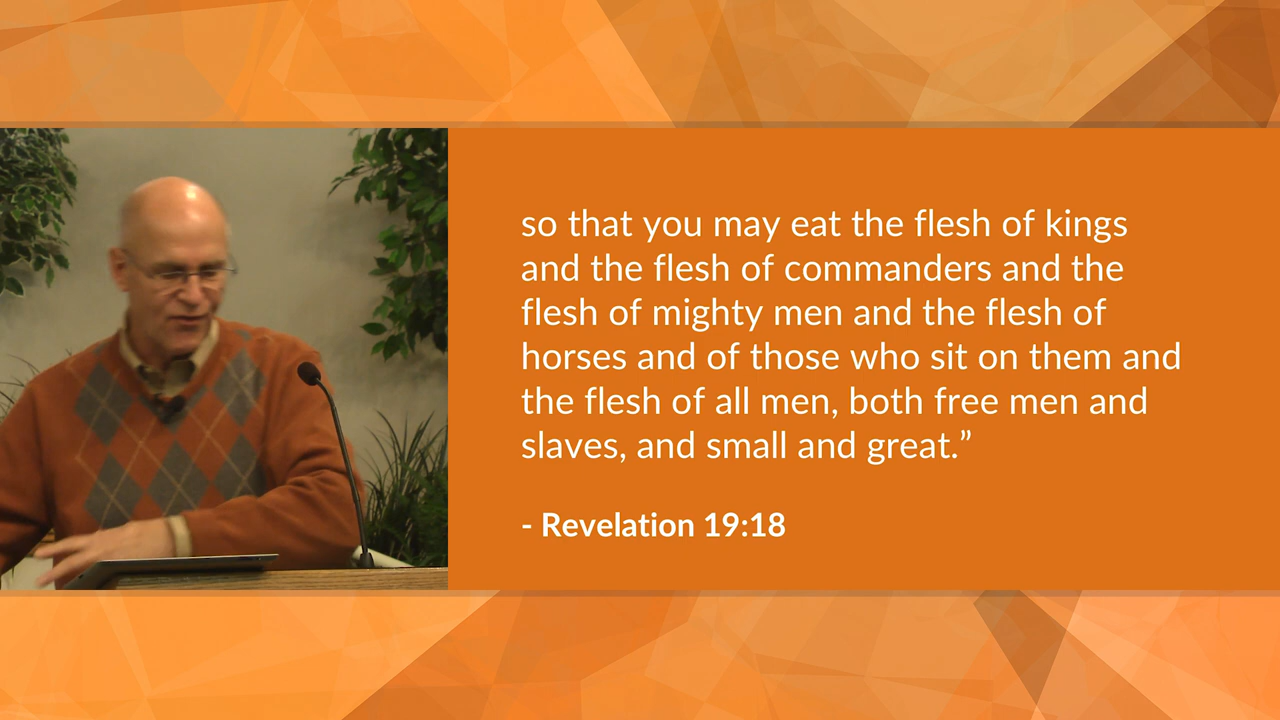 so that you may eat the flesh of kings
and the flesh of commanders and the
flesh of mighty men and the flesh of
horses and of those who sit on them and
the flesh of all men, both free men and
slaves, and small and great.”
- Revelation 19:18